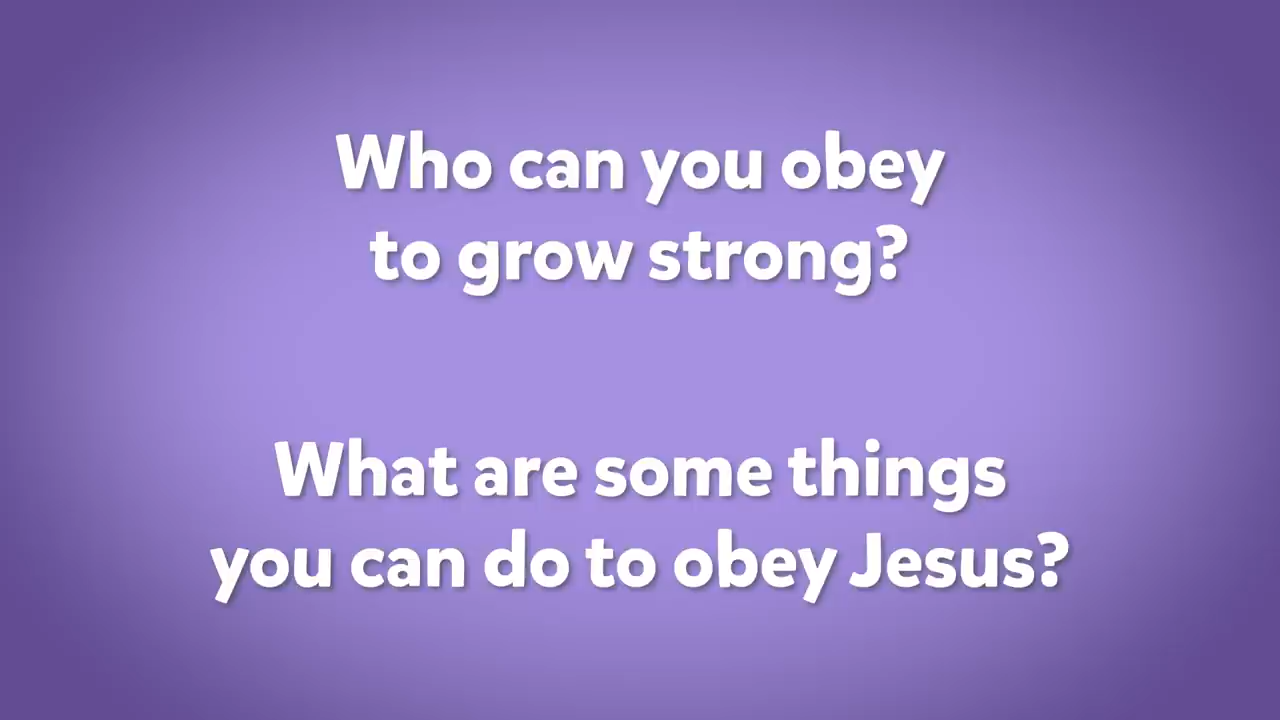 Who can you obey
to grow strong?
What are some things
you can do to obey Jesus?